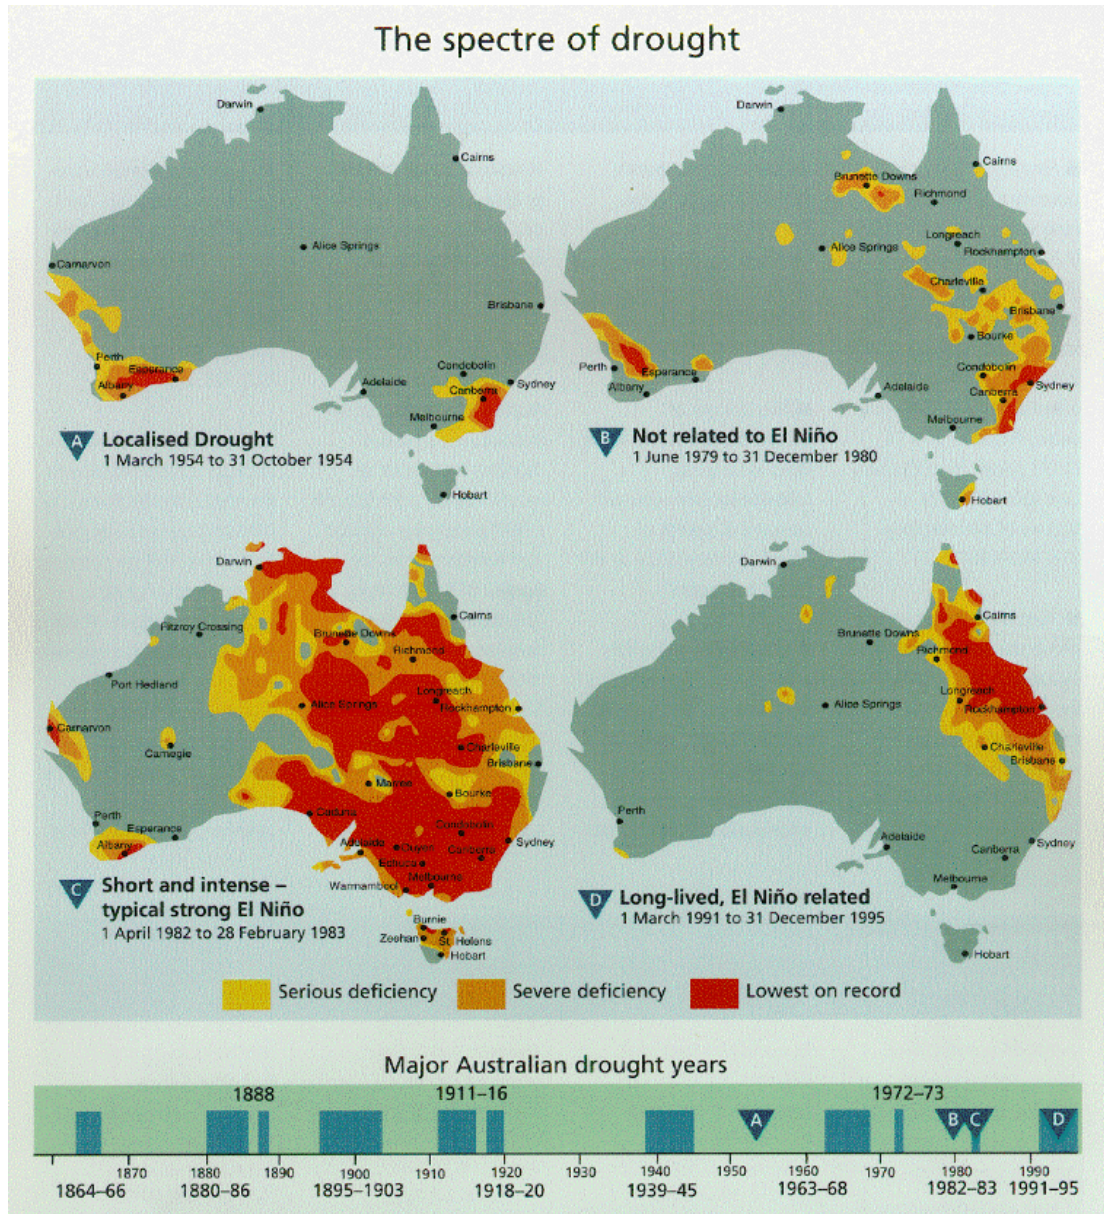 The spectre of drought
Darwin
Cairns
Alice Springs
Carnarvon
Brisbane
Perth
Esperance
Albany
Adelaide
Condobolin
Canberra
Sydney
Melbourne
Hobart
A Localised Drought
1 March 1954 to 31 October 1954
Darwin
Cairns
Brunette Downs
Richmond
Longreach
Alice Springs
Rockhampton
Charleville
Brisbane
Bourke
Perth
Esperance
Albany
Condobolin
Adelaide
Canberra
Sydney
Melbourne
Hobart
B Not related to El Niño
1 June 1979 to 31 December 1980
Darwin
Cairns
Fitzroy Crossing
Brunette Downs
Richmond
Port Hedland
Longreach
Alice Springs
Rockhampton
Carnarvon
Carnegie
Charleville
Brisbane
Marree
Bourke
Perth
Ceduna
Esperance
Condobolin
Albany
Adelaide
Ouyen
Sydney
Canberra
Echuca
Melbourne
Warrnambool
Burnie
Zeehan
St. Helens
Hobart
C Short and intense –
typical strong El Niño
1 April 1982 to 28 February 1983
Darwin
Cairns
Brunette Downs
Richmond
Longreach
Alice Springs
Rockhampton
Charleville
Brisbane
Perth
Adelaide
Sydney
Canberra
Melbourne
Hobart
D Long-lived, El Niño related
1 March 1991 to 31 December 1995
Serious deficiency
Severe deficiency
Lowest on record
Major Australian drought years
1888 1911–16 1972–73
A B C D
1870 1880 1890 1900 1910 1920 1930 1940 1950 1960 1970 1980 1990
1864–66 1880–86 1895–1903 1918–20 1939–45 1963–68 1982–83 1991–95